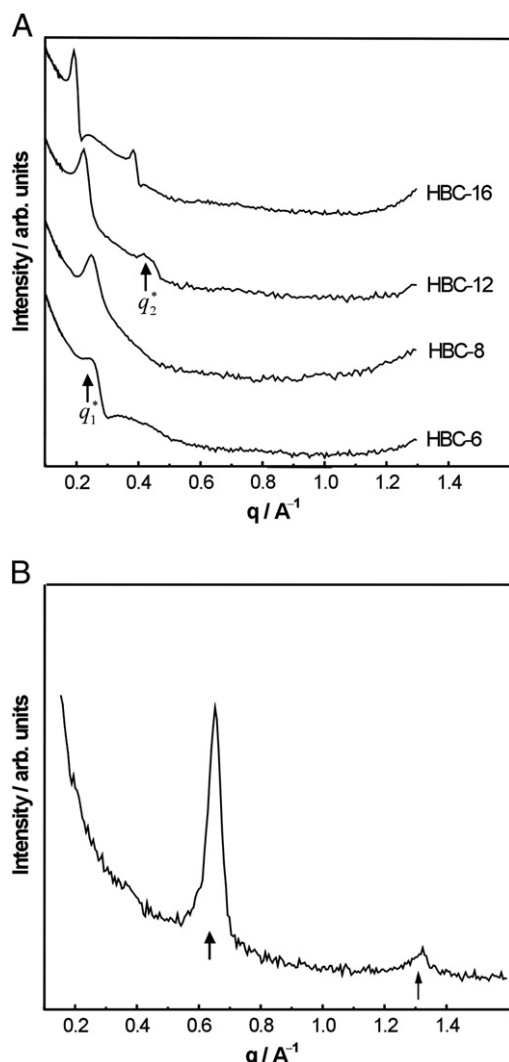 A
Intensity / arb. units
HBC-16
HBC-12
q₂*
HBC-8
q₁*
HBC-6
0.2 0.4 0.6 0.8 1.0 1.2 1.4
q / A⁻¹
B
Intensity / arb. units
0.2 0.4 0.6 0.8 1.0 1.2 1.4
q / A⁻¹